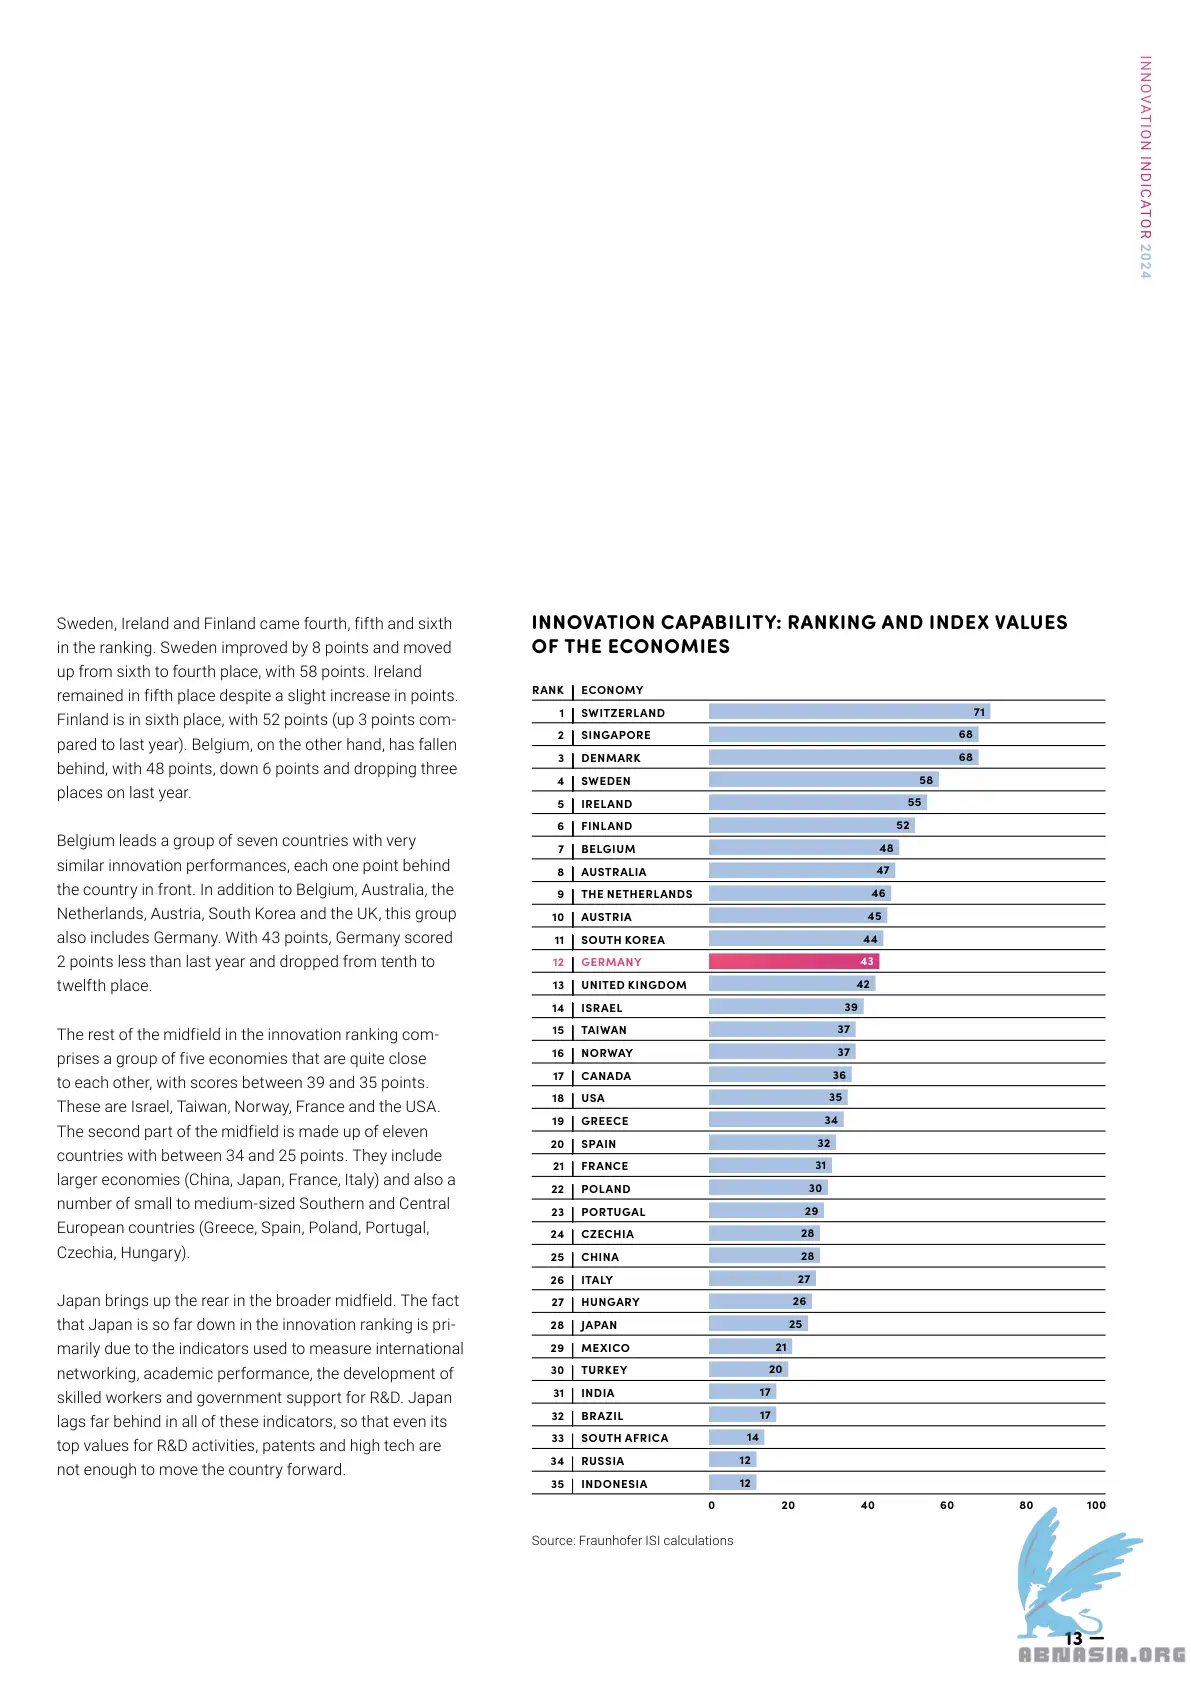 INNOVATION INDICATOR 2024
Sweden, Ireland and Finland came fourth, fifth and sixth
in the ranking. Sweden improved by 8 points and moved
up from sixth to fourth place, with 58 points. Ireland
remained in fifth place despite a slight increase in points.
Finland is in sixth place, with 52 points (up 3 points com-
pared to last year). Belgium, on the other hand, has fallen
behind, with 48 points, down 6 points and dropping three
places on last year.
Belgium leads a group of seven countries with very
similar innovation performances, each one point behind
the country in front. In addition to Belgium, Australia, the
Netherlands, Austria, South Korea and the UK, this group
also includes Germany. With 43 points, Germany scored
2 points less than last year and dropped from tenth to
twelfth place.
The rest of the midfield in the innovation ranking com-
prises a group of five economies that are quite close
to each other, with scores between 39 and 35 points.
These are Israel, Taiwan, Norway, France and the USA.
The second part of the midfield is made up of eleven
countries with between 34 and 25 points. They include
larger economies (China, Japan, France, Italy) and also a
number of small to medium-sized Southern and Central
European countries (Greece, Spain, Poland, Portugal,
Czechia, Hungary).
Japan brings up the rear in the broader midfield. The fact
that Japan is so far down in the innovation ranking is pri-
marily due to the indicators used to measure international
networking, academic performance, the development of
skilled workers and government support for R&D. Japan
lags far behind in all of these indicators, so that even its
top values for R&D activities, patents and high tech are
not enough to move the country forward.
INNOVATION CAPABILITY: RANKING AND INDEX VALUES
OF THE ECONOMIES
RANK | ECONOMY
1 | SWITZERLAND 71
2 | SINGAPORE 68
3 | DENMARK 68
4 | SWEDEN 58
5 | IRELAND 55
6 | FINLAND 52
7 | BELGIUM 48
8 | AUSTRALIA 47
9 | THE NETHERLANDS 46
10 | AUSTRIA 45
11 | SOUTH KOREA 44
12 | GERMANY 43
13 | UNITED KINGDOM 42
14 | ISRAEL 39
15 | TAIWAN 37
16 | NORWAY 37
17 | CANADA 36
18 | USA 35
19 | GREECE 34
20 | SPAIN 32
21 | FRANCE 31
22 | POLAND 30
23 | PORTUGAL 29
24 | CZECHIA 28
25 | CHINA 28
26 | ITALY 27
27 | HUNGARY 26
28 | JAPAN 25
29 | MEXICO 21
30 | TURKEY 20
31 | INDIA 17
32 | BRAZIL 17
33 | SOUTH AFRICA 14
34 | RUSSIA 12
35 | INDONESIA 12
0 20 40 60 80 100
Source: Fraunhofer ISI calculations
13 —
ABNASIA.ORG